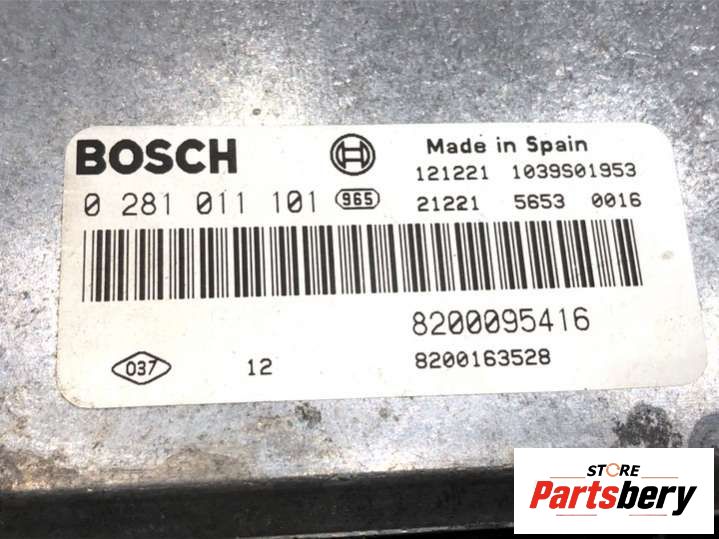 BOSCH
Made in Spain
121221 1039S01953
0 281 011 101 965
21221 5653 0016
8200095416
037 12
8200163528
STORE
Partsbery